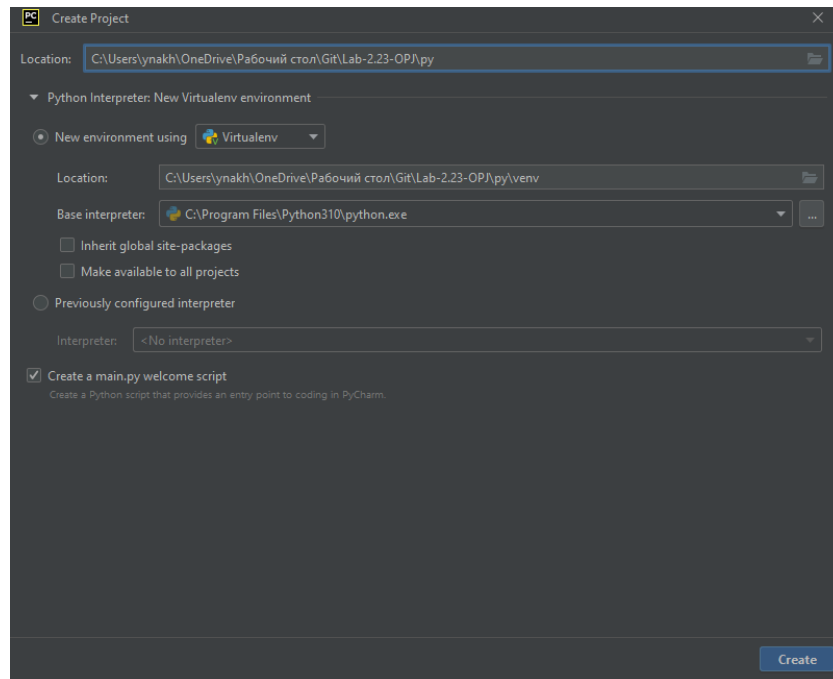 PC Create Project
Location: C:\Users\ynakh\OneDrive\Рабочий стол\Git\Lab-2.23-OPJ\py
Python Interpreter: New Virtualenv environment
New environment using Virtualenv
Location: C:\Users\ynakh\OneDrive\Рабочий стол\Git\Lab-2.23-OPJ\py\venv
Base interpreter: C:\Program Files\Python310\python.exe ...
Inherit global site-packages
Make available to all projects
Previously configured interpreter
Interpreter: <No interpreter>
Create a main.py welcome script
Create a Python script that provides an entry point to coding in PyCharm.
Create